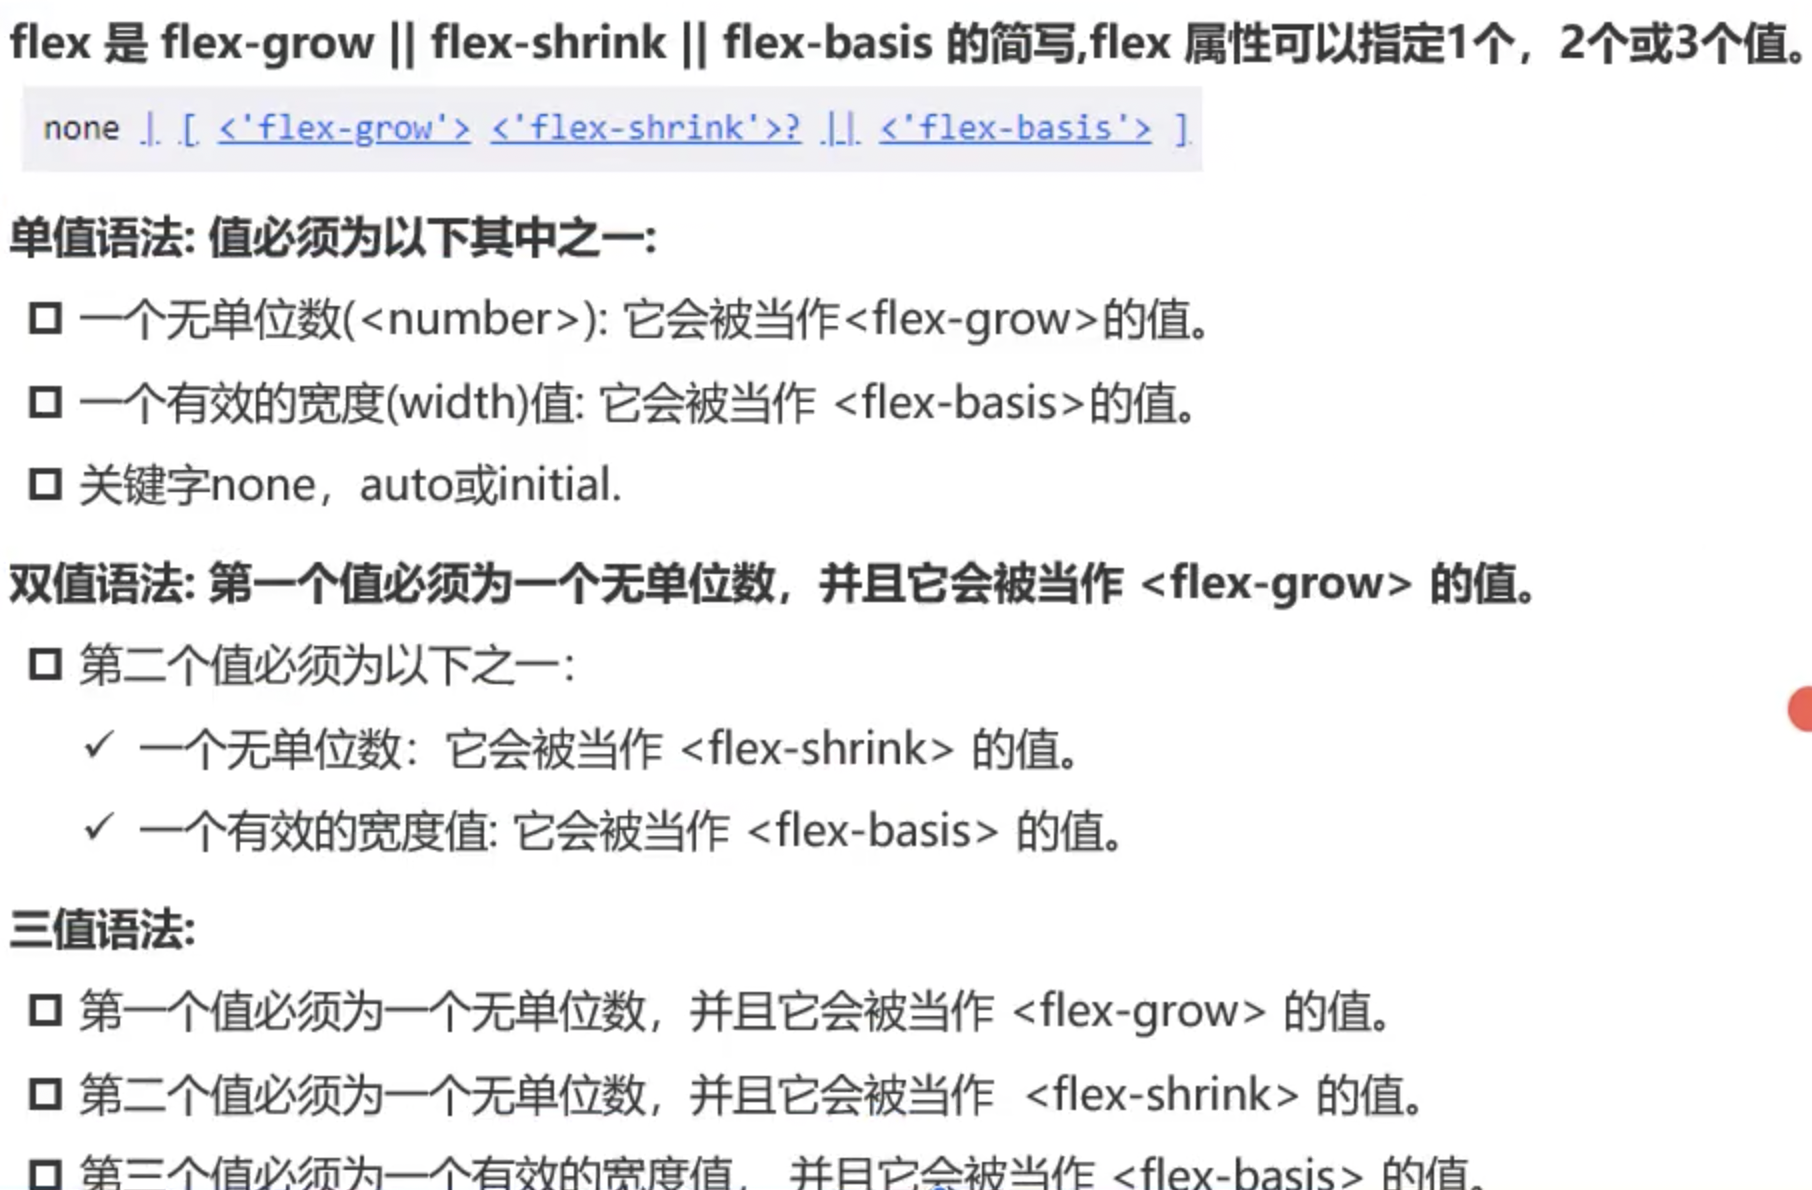 flex 是 flex-grow || flex-shrink || flex-basis 的简写,flex 属性可以指定1个，2个或3个值。
none | [ <'flex-grow'> <'flex-shrink'>? || <'flex-basis'> ]
单值语法: 值必须为以下其中之一:
一个无单位数(<number>): 它会被当作<flex-grow>的值。
一个有效的宽度(width)值: 它会被当作 <flex-basis>的值。
关键字none，auto或initial.
双值语法: 第一个值必须为一个无单位数，并且它会被当作 <flex-grow> 的值。
第二个值必须为以下之一：
✓ 一个无单位数：它会被当作 <flex-shrink> 的值。
✓ 一个有效的宽度值: 它会被当作 <flex-basis> 的值。
三值语法:
第一个值必须为一个无单位数，并且它会被当作 <flex-grow> 的值。
第二个值必须为一个无单位数，并且它会被当作 <flex-shrink> 的值。
第三个值必须为一个有效的宽度值， 并且它会被当作 <flex-basis> 的值。